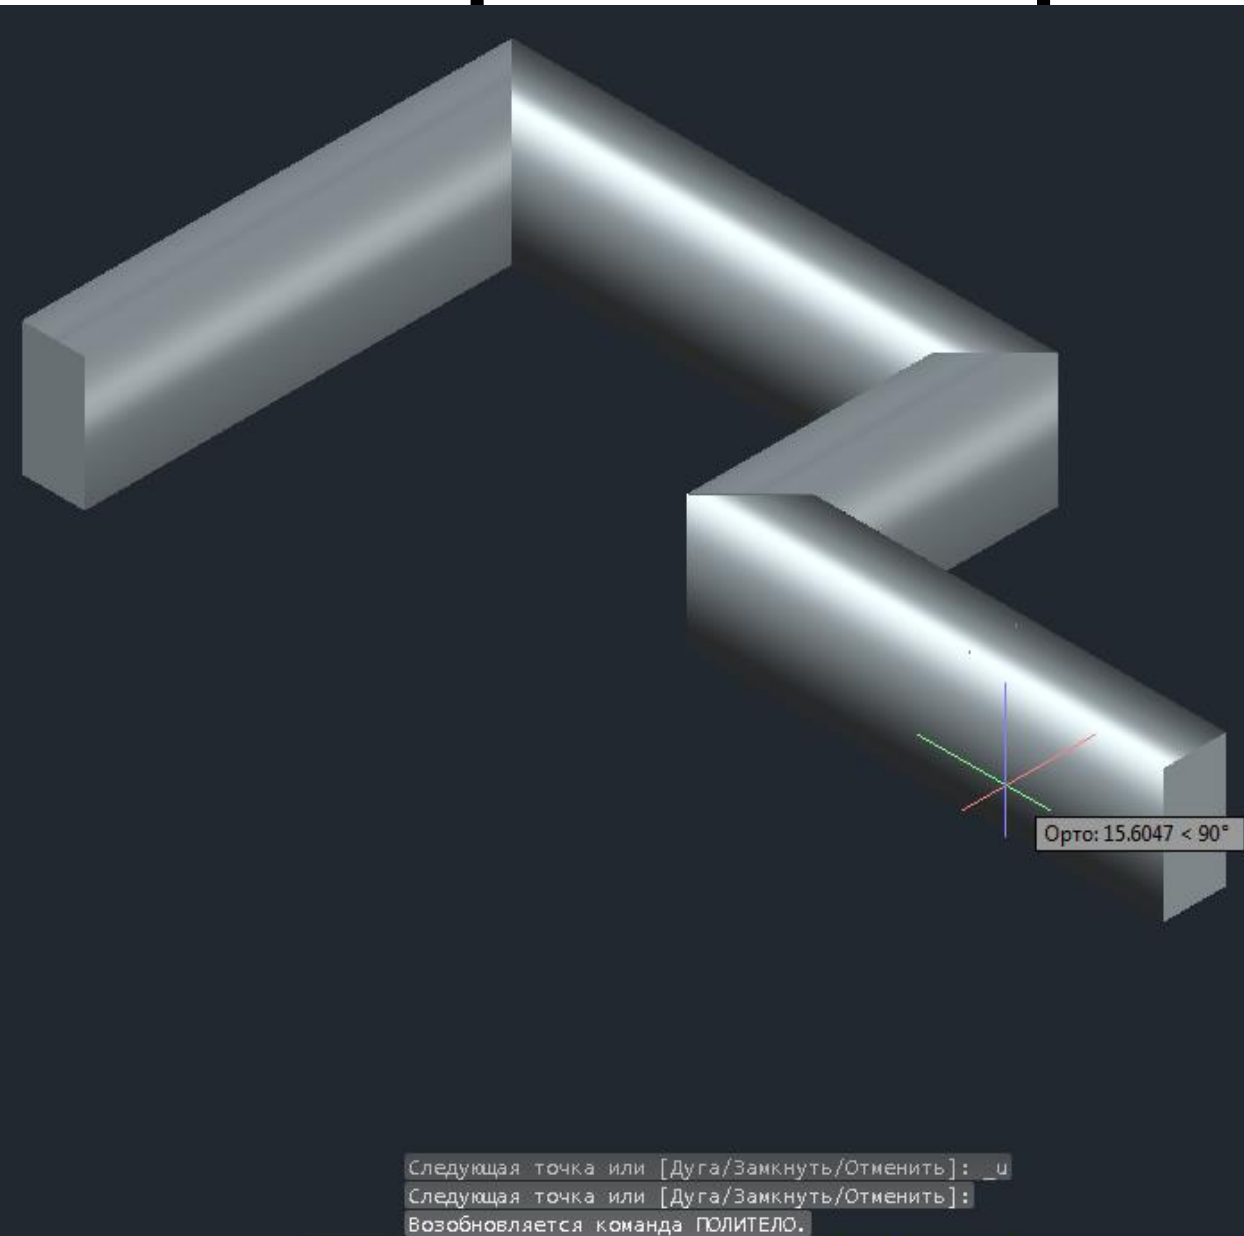 Орто: 15.6047 < 90°
Следующая точка или [Дуга/Замкнуть/Отменить]: _u
Следующая точка или [Дуга/Замкнуть/Отменить]:
Возобновляется команда ПОЛИТЕЛО.